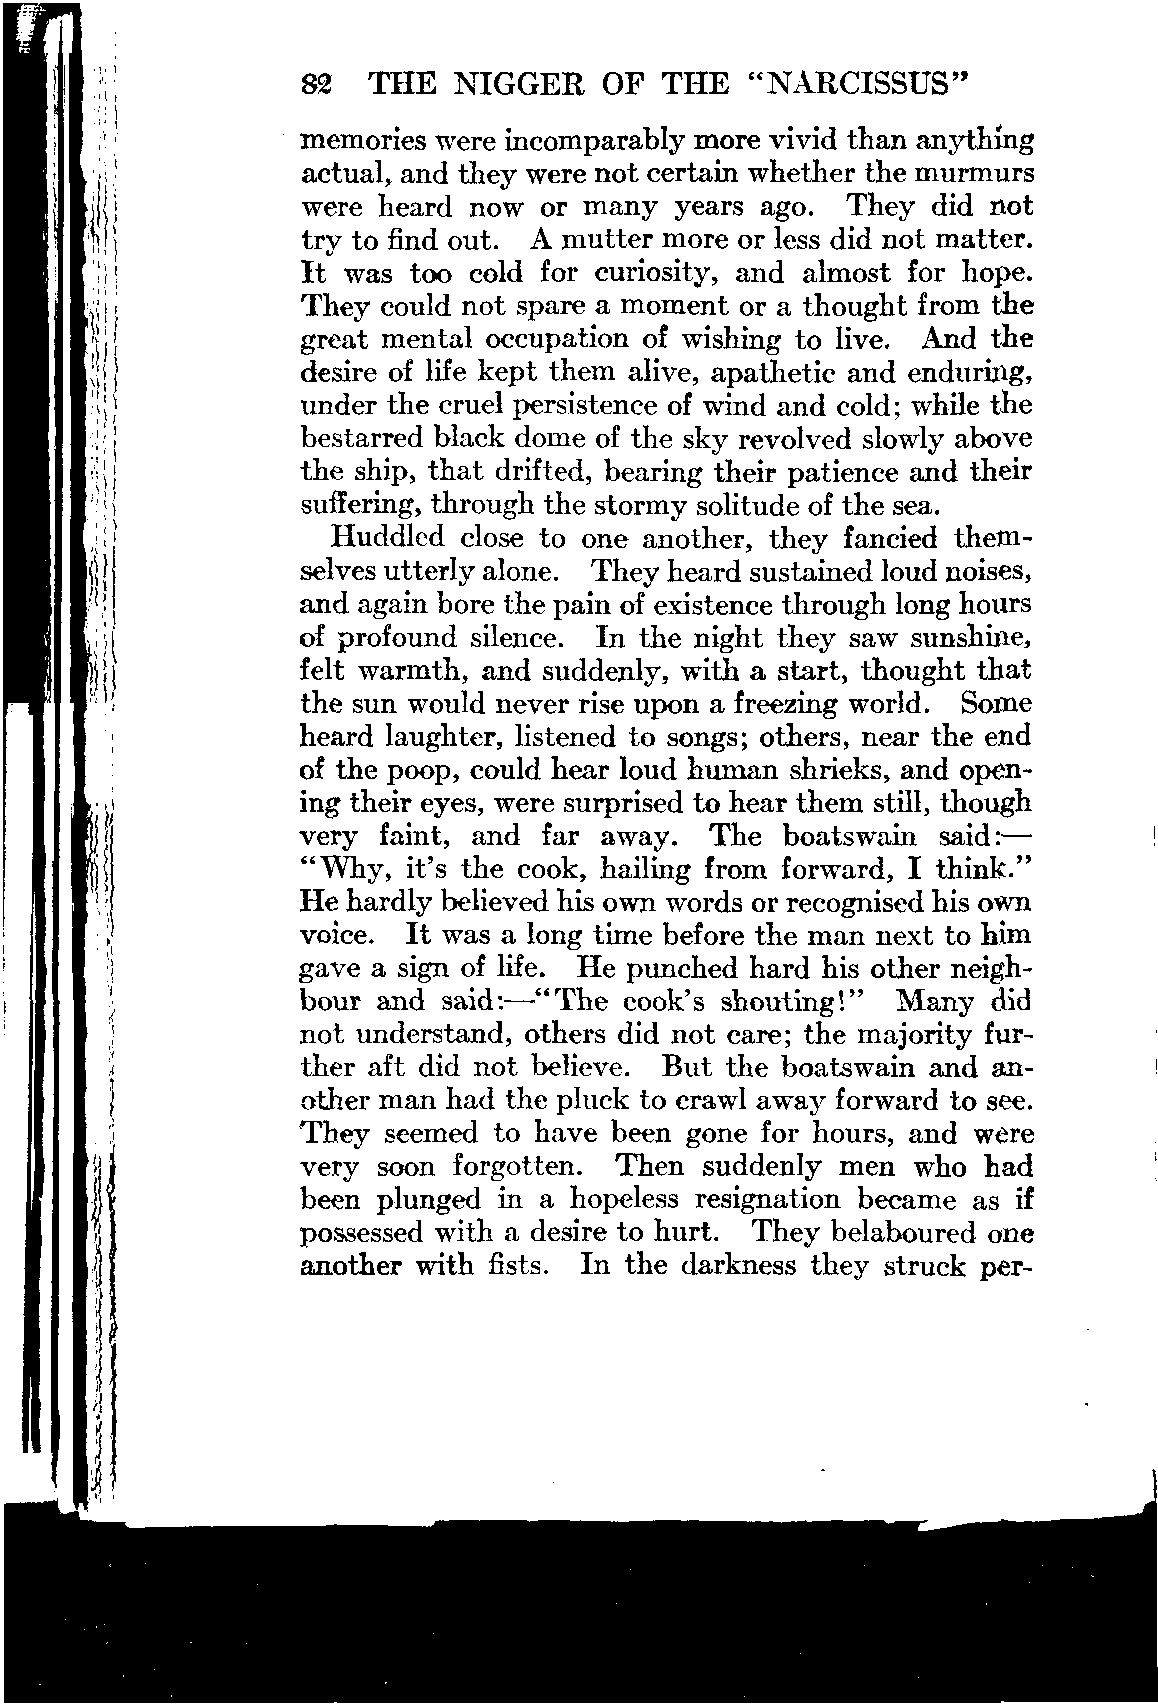 82 THE NIGGER OF THE "NARCISSUS"
memories were incomparably more vivid than anything
actual, and they were not certain whether the murmurs
were heard now or many years ago. They did not
try to find out. A mutter more or less did not matter.
It was too cold for curiosity, and almost for hope.
They could not spare a moment or a thought from the
great mental occupation of wishing to live. And the
desire of life kept them alive, apathetic and enduring,
under the cruel persistence of wind and cold; while the
bestarred black dome of the sky revolved slowly above
the ship, that drifted, bearing their patience and their
suffering, through the stormy solitude of the sea.
Huddled close to one another, they fancied them-
selves utterly alone. They heard sustained loud noises,
and again bore the pain of existence through long hours
of profound silence. In the night they saw sunshine,
felt warmth, and suddenly, with a start, thought that
the sun would never rise upon a freezing world. Some
heard laughter, listened to songs; others, near the end
of the poop, could hear loud human shrieks, and open-
ing their eyes, were surprised to hear them still, though
very faint, and far away. The boatswain said:—
"Why, it's the cook, hailing from forward, I think."
He hardly believed his own words or recognised his own
voice. It was a long time before the man next to him
gave a sign of life. He punched hard his other neigh-
bour and said:—"The cook's shouting!" Many did
not understand, others did not care; the majority fur-
ther aft did not believe. But the boatswain and an-
other man had the pluck to crawl away forward to see.
They seemed to have been gone for hours, and were
very soon forgotten. Then suddenly men who had
been plunged in a hopeless resignation became as if
possessed with a desire to hurt. They belaboured one
another with fists. In the darkness they struck per-